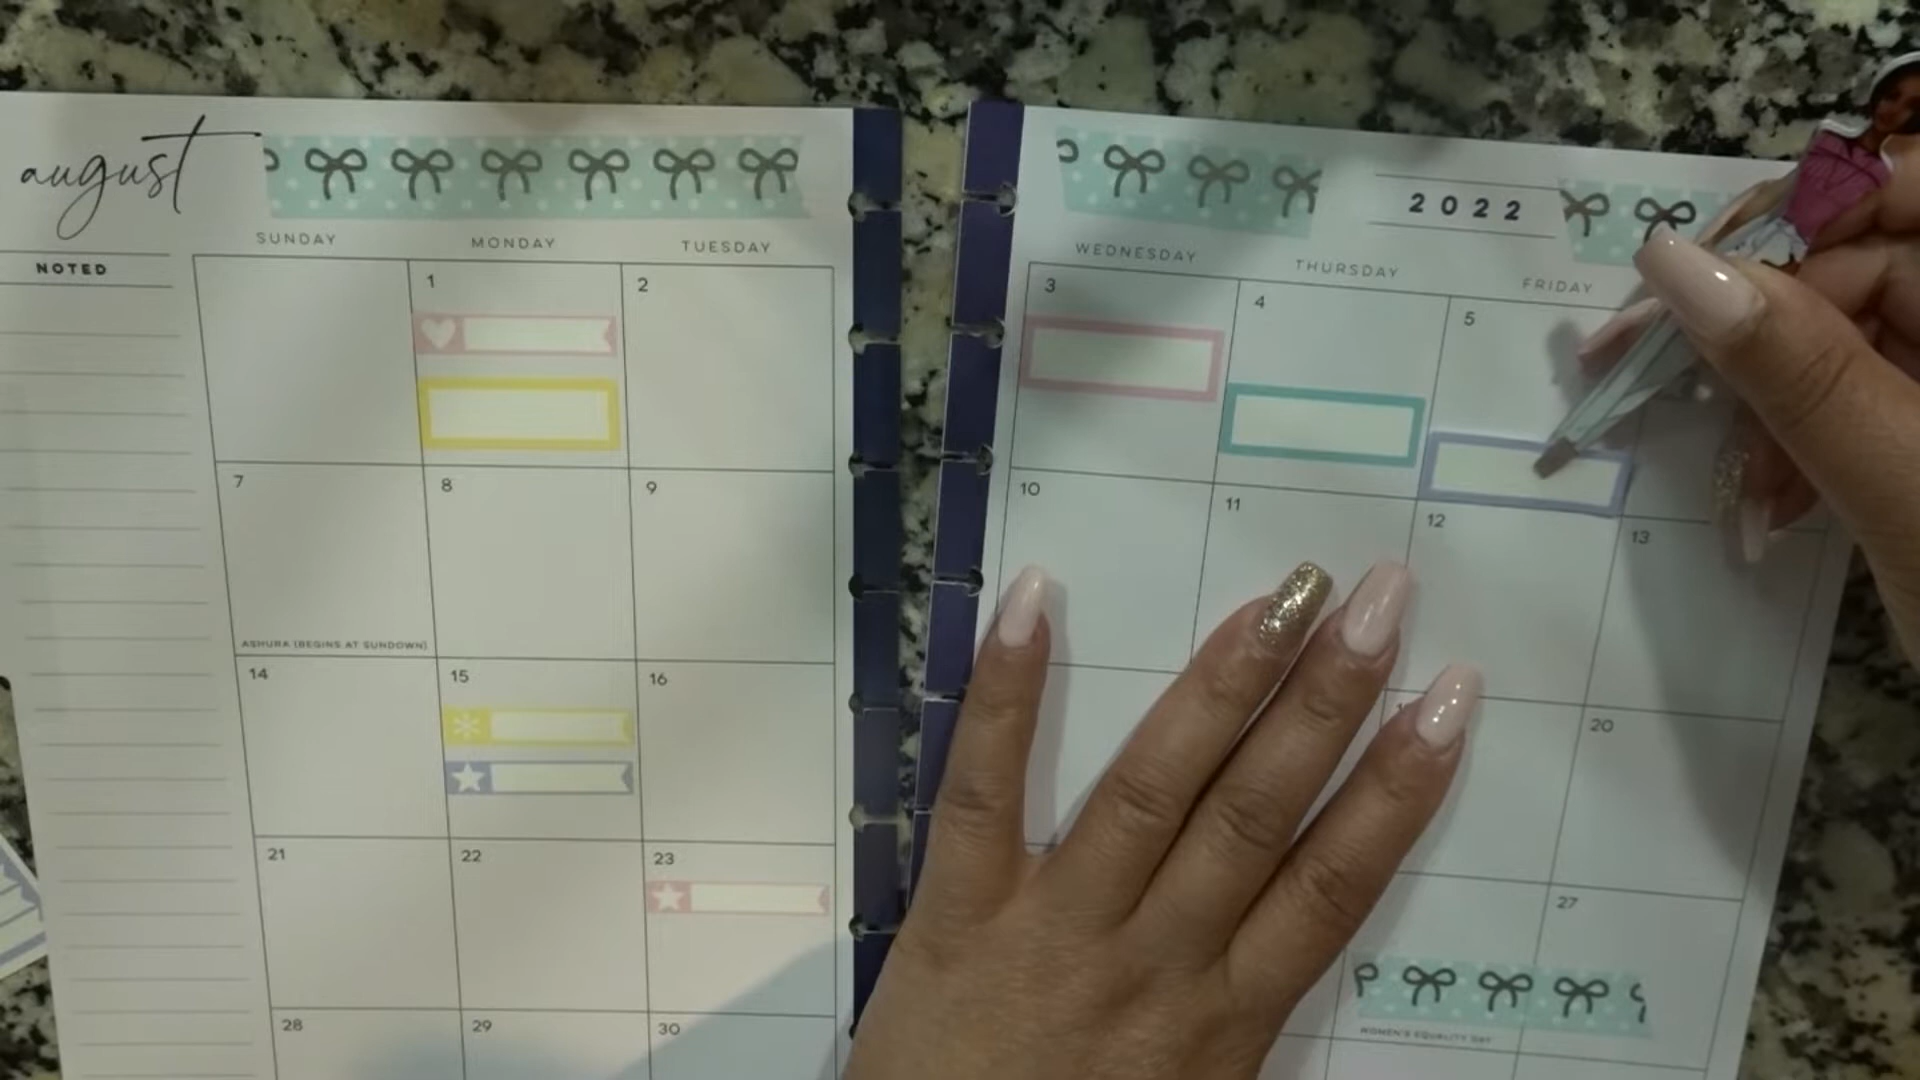 august
2022
NOTED
SUNDAY MONDAY TUESDAY WEDNESDAY THURSDAY FRIDAY
1 2 3 4 5
7 8 9 10 11 12 13
ASHURA (BEGINS AT SUNDOWN)
14 15 16 20
21 22 23 27
WOMEN'S EQUALITY DAY
28 29 30